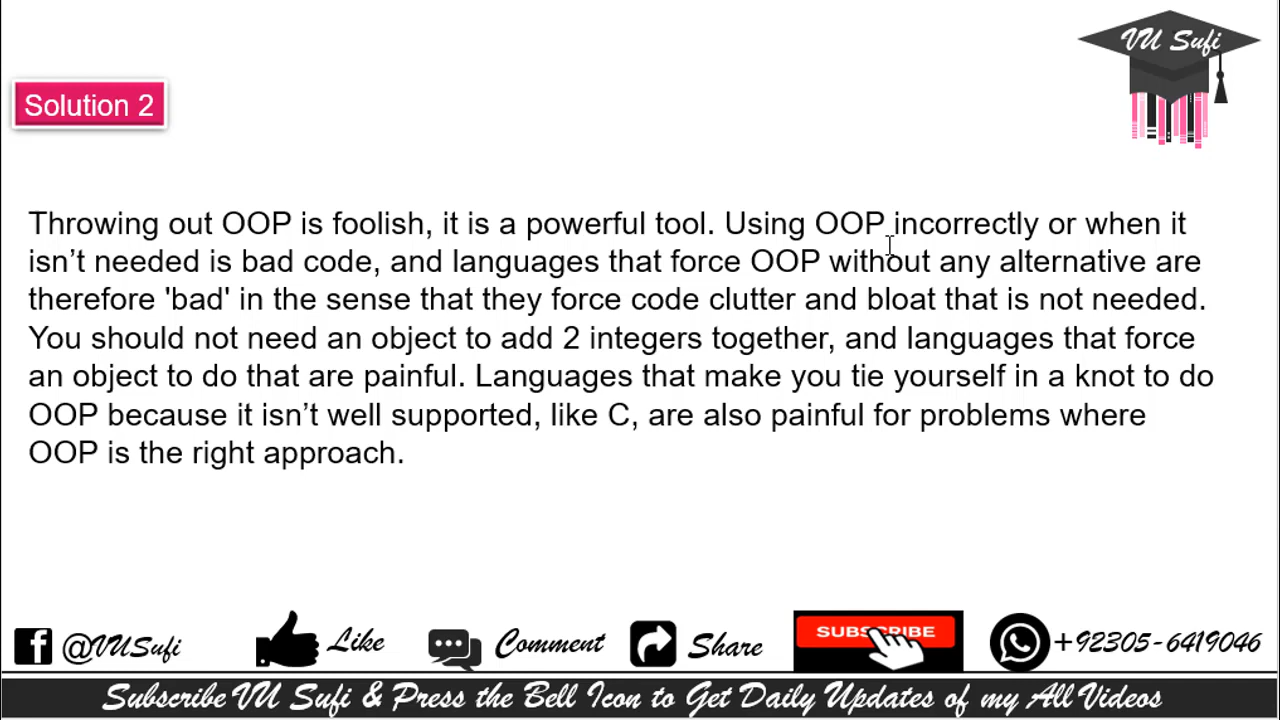 VU Sufi
Solution 2
Throwing out OOP is foolish, it is a powerful tool. Using OOP incorrectly or when it
isn’t needed is bad code, and languages that force OOP without any alternative are
therefore 'bad' in the sense that they force code clutter and bloat that is not needed.
You should not need an object to add 2 integers together, and languages that force
an object to do that are painful. Languages that make you tie yourself in a knot to do
OOP because it isn’t well supported, like C, are also painful for problems where
OOP is the right approach.
@VUSufi Like Comment Share SUBSCRIBE +92305-6419046
Subscribe VU Sufi & Press the Bell Icon to Get Daily Updates of my All Videos